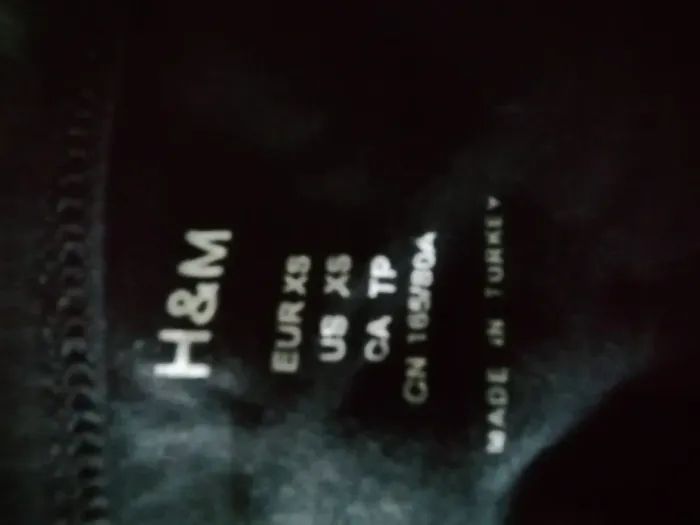 H&M
EUR XS
US XS
CA TP
CN 165/80A
MADE IN TURKEY